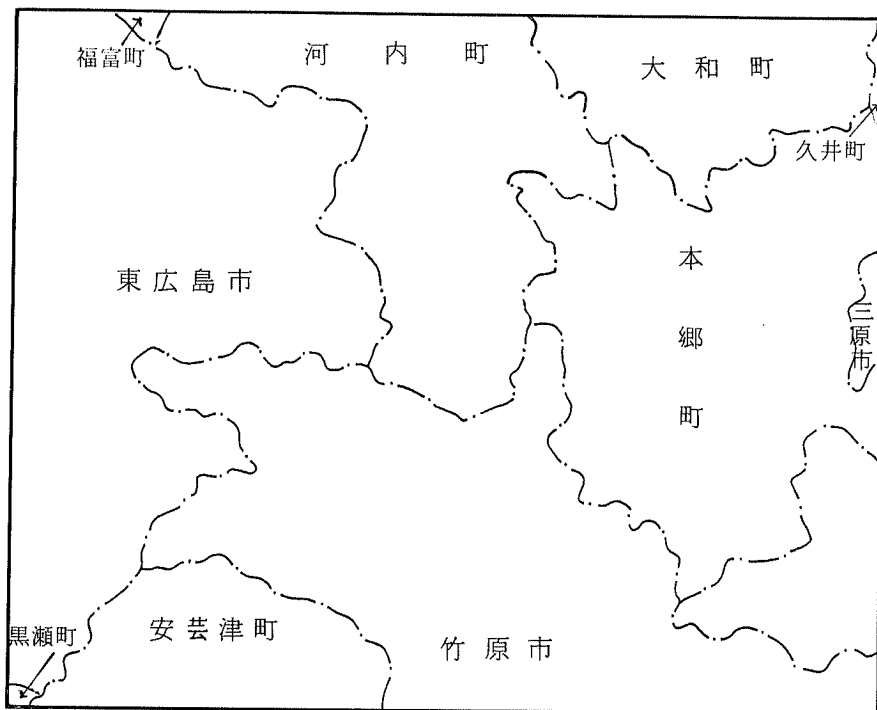 福富町
河内町
大和町
久井町
東広島市
本郷町
三原市
黒瀬町
安芸津町
竹原市